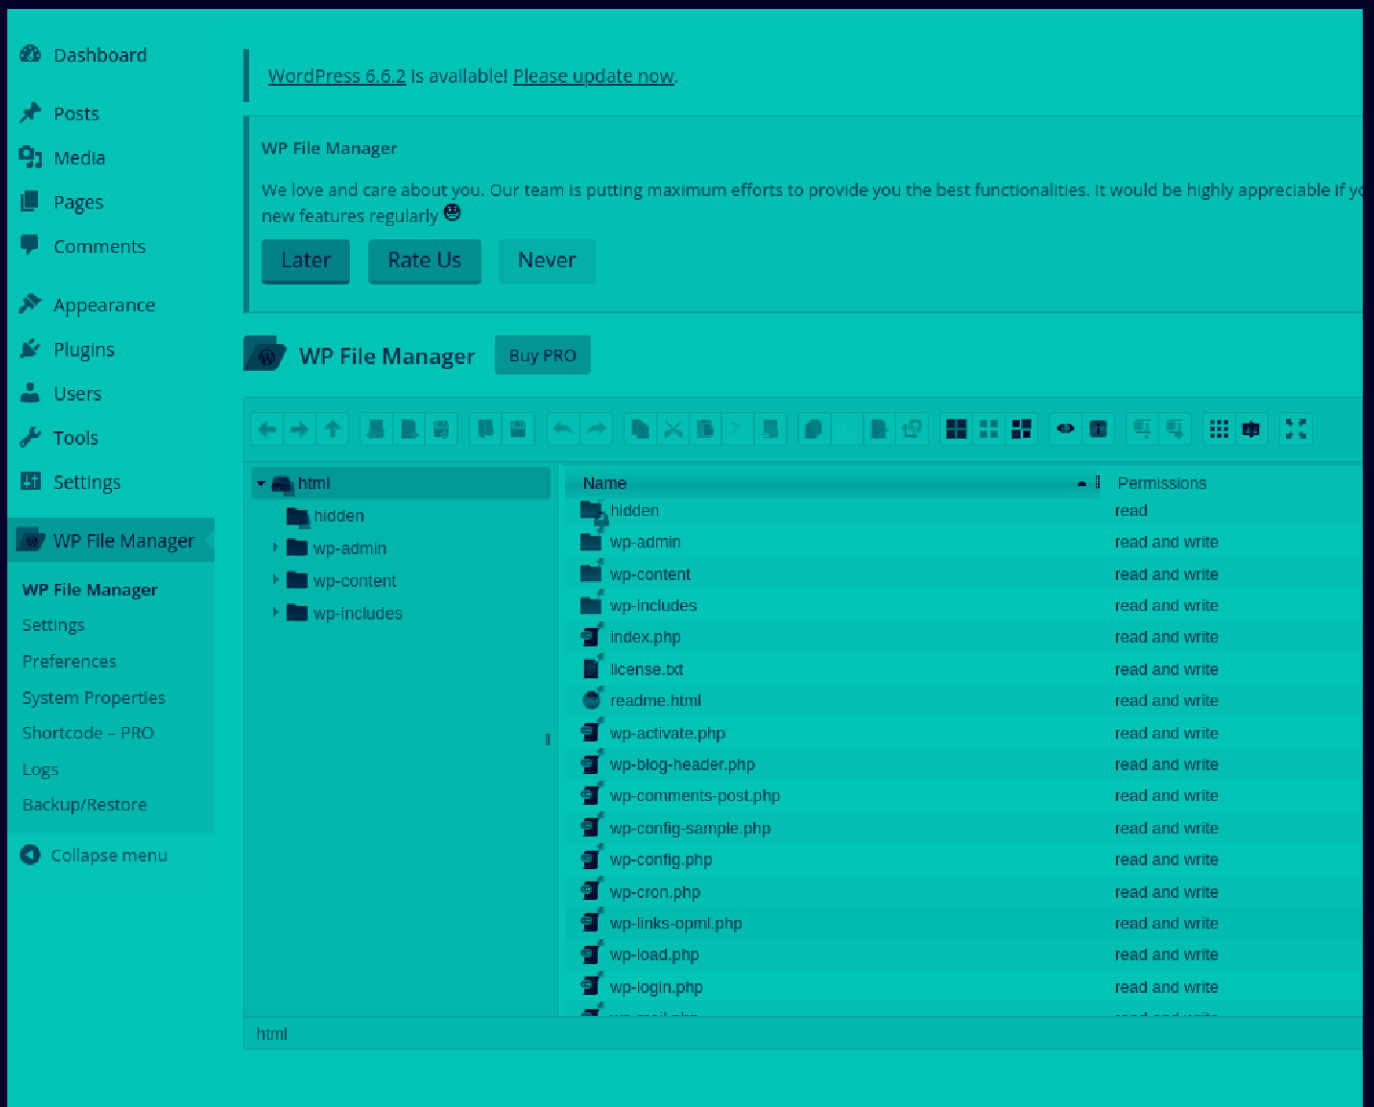 Dashboard
Posts
Media
Pages
Comments
Appearance
Plugins
Users
Tools
Settings
WP File Manager
WP File Manager
Settings
Preferences
System Properties
Shortcode – PRO
Logs
Backup/Restore
Collapse menu
WordPress 6.6.2 is available! Please update now.
WP File Manager
We love and care about you. Our team is putting maximum efforts to provide you the best functionalities. It would be highly appreciable if
new features regularly
Later Rate Us Never
WP File Manager Buy PRO
html
hidden
wp-admin
wp-content
wp-includes
Name Permissions
hidden read
wp-admin read and write
wp-content read and write
wp-includes read and write
index.php read and write
license.txt read and write
readme.html read and write
wp-activate.php read and write
wp-blog-header.php read and write
wp-comments-post.php read and write
wp-config-sample.php read and write
wp-config.php read and write
wp-cron.php read and write
wp-links-opml.php read and write
wp-load.php read and write
wp-login.php read and write
html